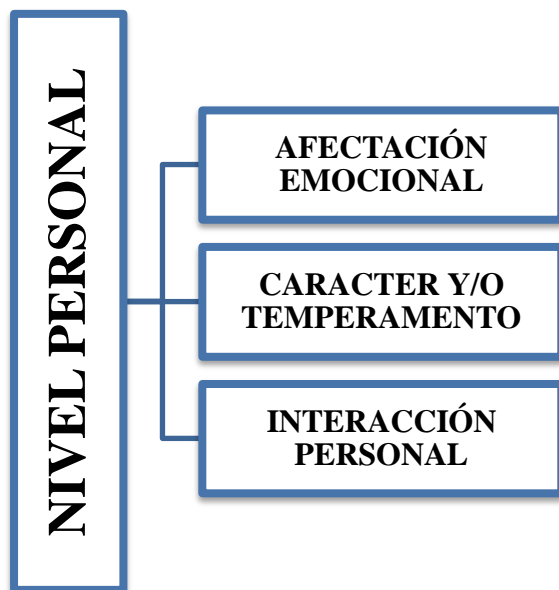 NIVEL PERSONAL
AFECTACIÓN
EMOCIONAL
CARACTER Y/O
TEMPERAMENTO
INTERACCIÓN
PERSONAL